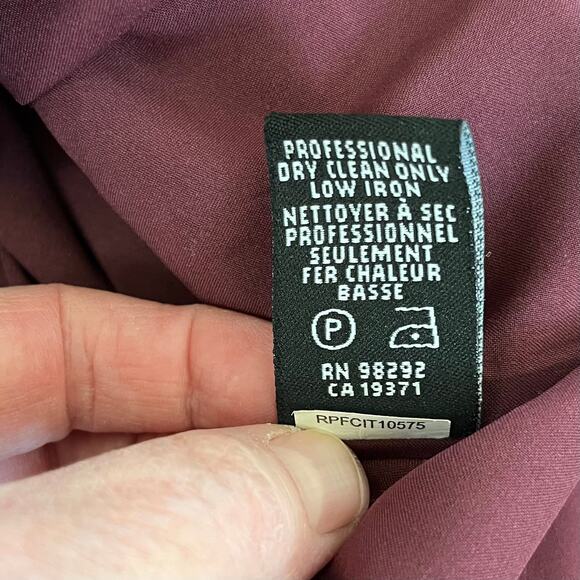 PROFESSIONAL
DRY CLEAN ONLY
LOW IRON
NETTOYER À SEC
PROFESSIONNEL
SEULEMENT
FER CHALEUR
BASSE
P
RN 98292
CA 19371
RPFCIT10575